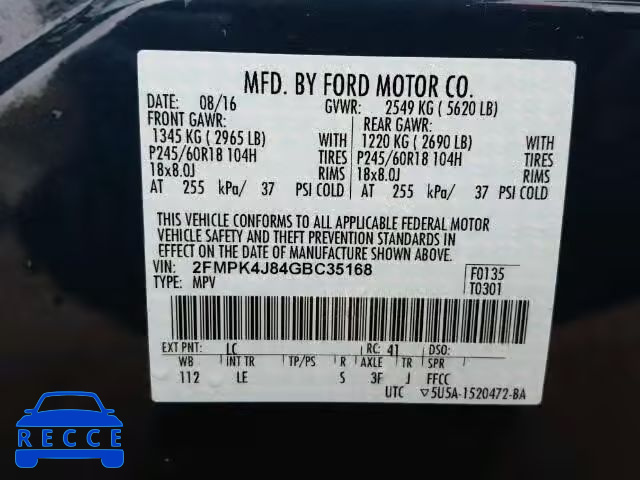 MFD. BY FORD MOTOR CO.
DATE: 08/16 GVWR: 2549 KG ( 5620 LB)
FRONT GAWR: REAR GAWR:
1345 KG ( 2965 LB) WITH 1220 KG ( 2690 LB) WITH
P245/60R18 104H TIRES P245/60R18 104H TIRES
18x8.0J RIMS 18x8.0J RIMS
AT 255 kPa/ 37 PSI COLD AT 255 kPa/ 37 PSI COLD
THIS VEHICLE CONFORMS TO ALL APPLICABLE FEDERAL MOTOR
VEHICLE SAFETY AND THEFT PREVENTION STANDARDS IN
EFFECT ON THE DATE OF MANUFACTURE SHOWN ABOVE.
VIN: 2FMPK4J84GBC35168 F0135
TYPE: MPV T0301
EXT PNT: LC RC: 41 DSO:
WB INT TR TP/PS R AXLE TR SPR
112 LE S 3F J FFCC
UTC ▽5U5A-1520472-BA